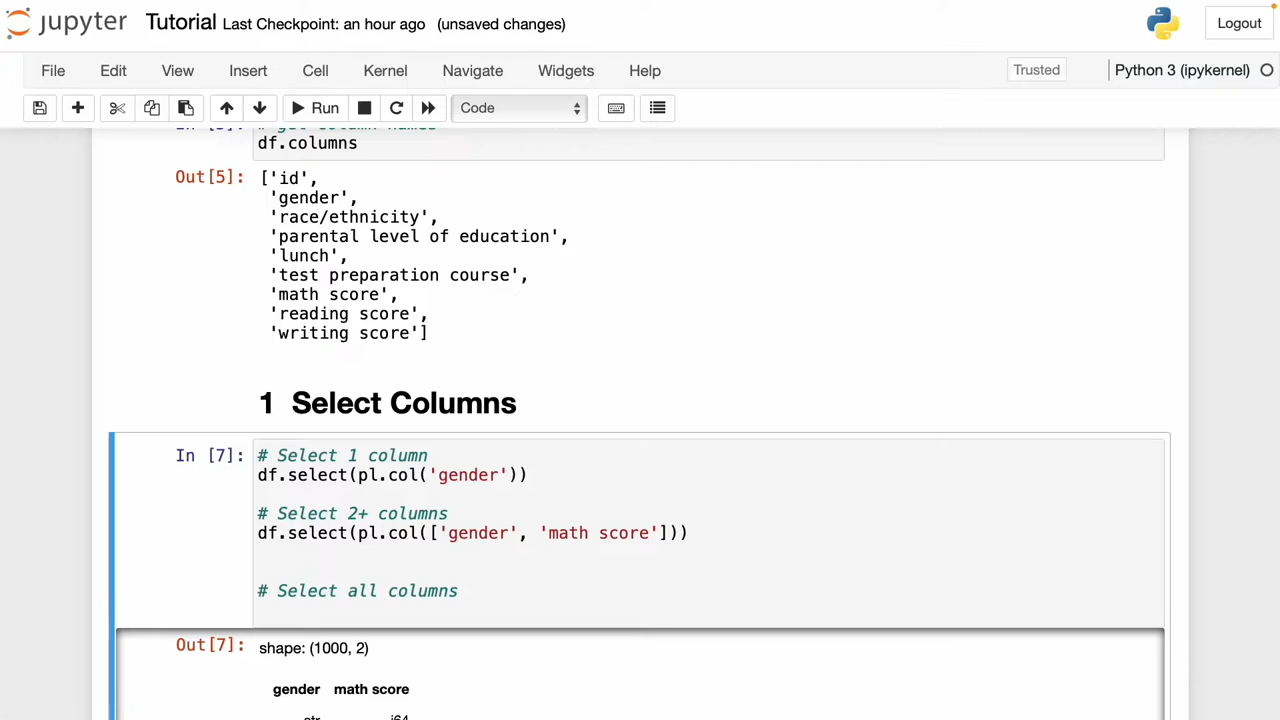 jupyter Tutorial Last Checkpoint: an hour ago (unsaved changes) Logout
File Edit View Insert Cell Kernel Navigate Widgets Help Trusted Python 3 (ipykernel)
Run Code
df.columns
Out[5]: ['id',
'gender',
'race/ethnicity',
'parental level of education',
'lunch',
'test preparation course',
'math score',
'reading score',
'writing score']
1 Select Columns
In [7]: # Select 1 column
df.select(pl.col('gender'))
# Select 2+ columns
df.select(pl.col(['gender', 'math score']))
# Select all columns
Out[7]: shape: (1000, 2)
gender math score
str i64